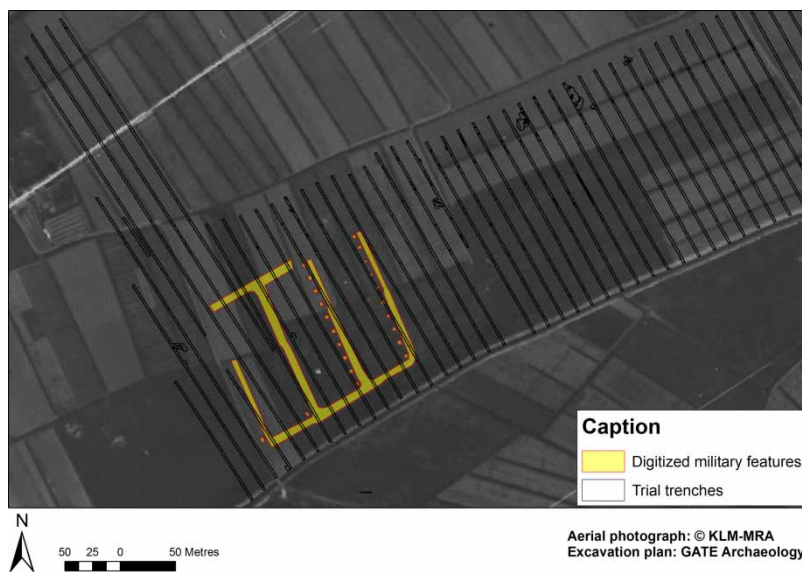 Caption
Digitized military features
Trial trenches
N
50 25 0 50 Metres
Aerial photograph: © KLM-MRA
Excavation plan: GATE Archaeology